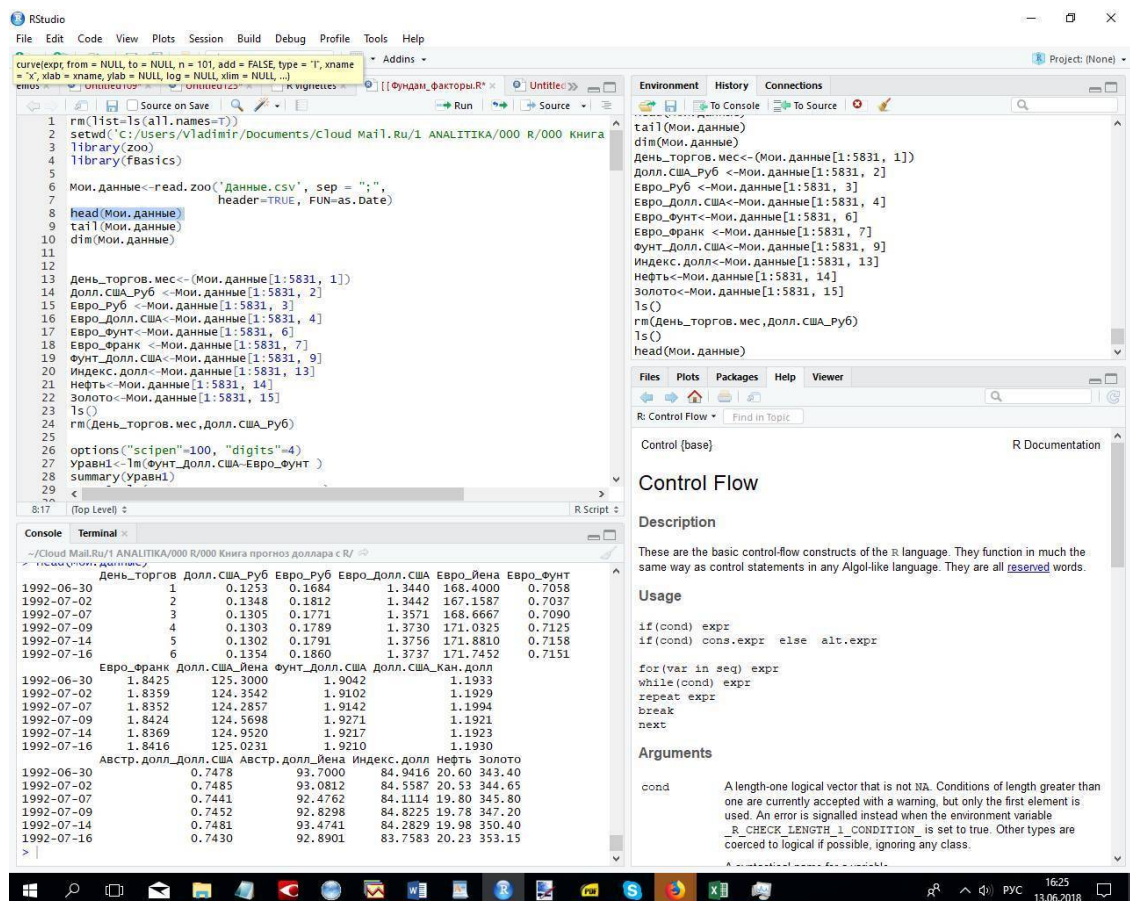 RStudio
File Edit Code View Plots Session Build Debug Profile Tools Help
curve(expr, from = NULL, to = NULL, n = 101, add = FALSE, type = "l", xname
= "x", xlab = xname, ylab = NULL, log = NULL, xlim = NULL, ...)
Addins
Project: (None)
R vignettes
[[Фундам_факторы.R*
Untitled
Source on Save
Run
Source
1 rm(list=ls(all.names=T))
2 setwd('C:/Users/Vladimir/Documents/Cloud Mail.Ru/1 ANALITIKA/000 R/000 Книга
3 library(zoo)
4 library(fBasics)
5
6 Мои.данные<-read.zoo('Данные.csv', sep = ";",
7 header=TRUE, FUN=as.Date)
8 head(Мои.данные)
9 tail(Мои.данные)
10 dim(Мои.данные)
11
12
13 День_торгов.мес<-(Мои.данные[1:5831, 1])
14 Долл.США_Руб <-Мои.данные[1:5831, 2]
15 Евро_Руб <-Мои.данные[1:5831, 3]
16 Евро_Долл.США<-Мои.данные[1:5831, 4]
17 Евро_Фунт<-Мои.данные[1:5831, 6]
18 Евро_Франк <-Мои.данные[1:5831, 7]
19 Фунт_Долл.США<-Мои.данные[1:5831, 9]
20 Индекс.долл<-Мои.данные[1:5831, 13]
21 Нефть<-Мои.данные[1:5831, 14]
22 Золото<-Мои.данные[1:5831, 15]
23 ls()
24 rm(День_торгов.мес,Долл.США_Руб)
25
26 options("scipen"=100, "digits"=4)
27 Уравн1<-lm(Фунт_Долл.США~Евро_Фунт )
28 summary(Уравн1)
29
8:17 (Top Level) R Script
Console Terminal
~/Cloud Mail.Ru/1 ANALITIKA/000 R/000 Книга прогноз доллара с R/
> head(Мои.данные)
День_торгов Долл.США_Руб Евро_Руб Евро_Долл.США Евро_Йена Евро_Фунт
1992-06-30 1 0.1253 0.1684 1.3440 168.4000 0.7058
1992-07-02 2 0.1348 0.1812 1.3442 167.1587 0.7037
1992-07-07 3 0.1305 0.1771 1.3571 168.6667 0.7090
1992-07-09 4 0.1303 0.1789 1.3730 171.0325 0.7125
1992-07-14 5 0.1302 0.1791 1.3756 171.8810 0.7158
1992-07-16 6 0.1354 0.1860 1.3737 171.7452 0.7151
Евро_Франк Долл.США_Йена Фунт_Долл.США Долл.США_Кан.долл
1992-06-30 1.8425 125.3000 1.9042 1.1933
1992-07-02 1.8359 124.3542 1.9102 1.1929
1992-07-07 1.8352 124.2857 1.9142 1.1994
1992-07-09 1.8424 124.5698 1.9271 1.1921
1992-07-14 1.8369 124.9520 1.9217 1.1923
1992-07-16 1.8416 125.0231 1.9210 1.1930
Австр.долл_Долл.США Австр.долл_Йена Индекс.долл Нефть Золото
1992-06-30 0.7478 93.7000 84.9416 20.60 343.40
1992-07-02 0.7485 93.0812 84.5587 20.53 344.65
1992-07-07 0.7441 92.4762 84.1114 19.80 345.80
1992-07-09 0.7452 92.8298 84.8225 19.78 347.20
1992-07-14 0.7481 93.4741 84.2829 19.98 350.40
1992-07-16 0.7430 92.8901 83.7583 20.23 353.15
>
Environment History Connections
To Console To Source
tail(Мои.данные)
dim(Мои.данные)
День_торгов.мес<-(Мои.данные[1:5831, 1])
Долл.США_Руб <-Мои.данные[1:5831, 2]
Евро_Руб <-Мои.данные[1:5831, 3]
Евро_Долл.США<-Мои.данные[1:5831, 4]
Евро_Фунт<-Мои.данные[1:5831, 6]
Евро_Франк <-Мои.данные[1:5831, 7]
Фунт_Долл.США<-Мои.данные[1:5831, 9]
Индекс.долл<-Мои.данные[1:5831, 13]
Нефть<-Мои.данные[1:5831, 14]
Золото<-Мои.данные[1:5831, 15]
ls()
rm(День_торгов.мес,Долл.США_Руб)
ls()
head(Мои.данные)
Files Plots Packages Help Viewer
R: Control Flow Find in Topic
Control {base} R Documentation
Control Flow
Description
These are the basic control-flow constructs of the R language. They function in much the
same way as control statements in any Algol-like language. They are all reserved words.
Usage
if(cond) expr
if(cond) cons.expr else alt.expr
for(var in seq) expr
while(cond) expr
repeat expr
break
next
Arguments
cond A length-one logical vector that is not NA. Conditions of length greater than
one are currently accepted with a warning, but only the first element is
used. An error is signalled instead when the environment variable
_R_CHECK_LENGTH_1_CONDITION_ is set to true. Other types are
coerced to logical if possible, ignoring any class.
РУС
16:25
13.06.2018